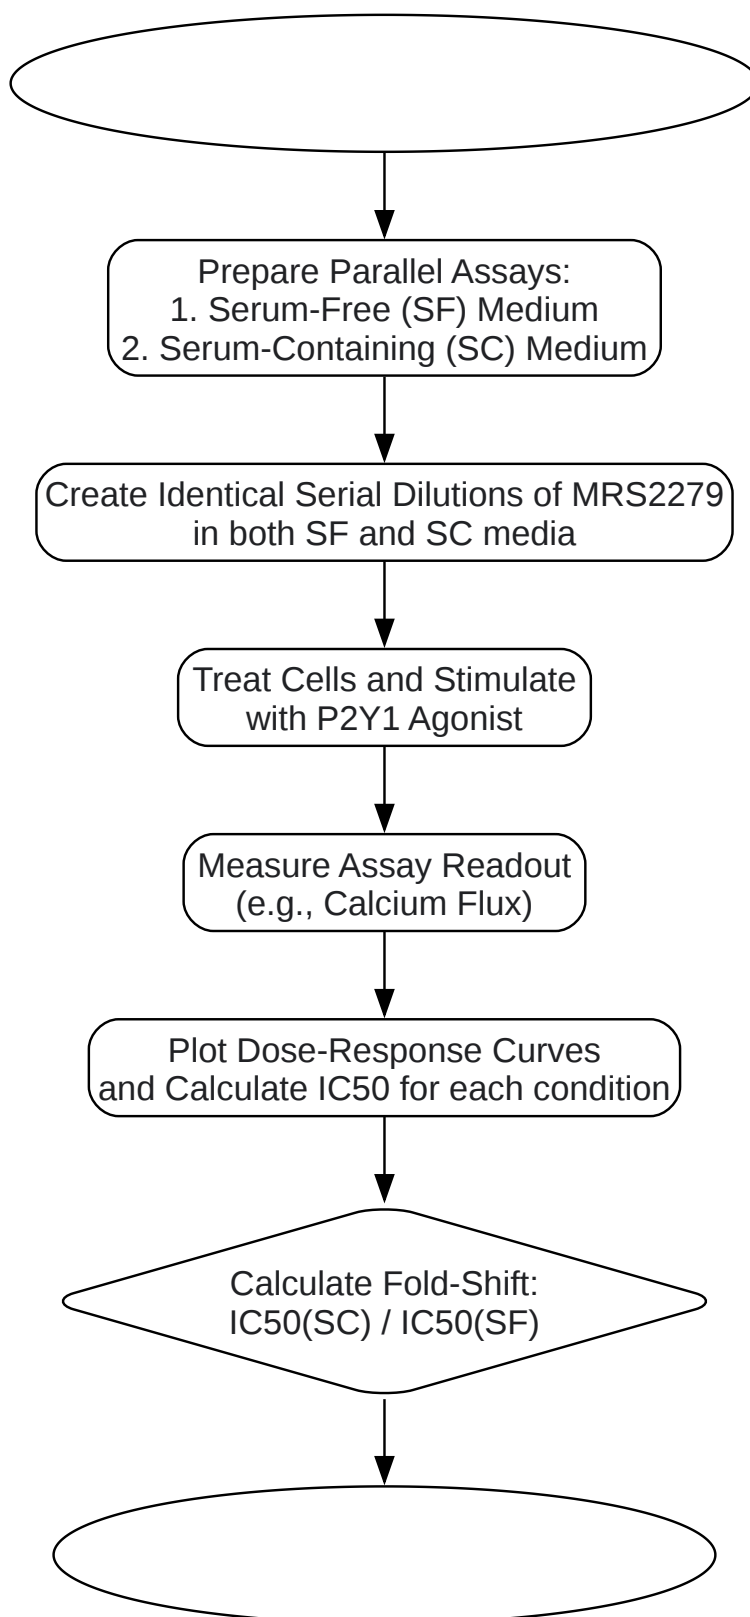 Prepare Parallel Assays:
1. Serum-Free (SF) Medium
2. Serum-Containing (SC) Medium
Create Identical Serial Dilutions of MRS2279
in both SF and SC media
Treat Cells and Stimulate
with P2Y1 Agonist
Measure Assay Readout
(e.g., Calcium Flux)
Plot Dose-Response Curves
and Calculate IC50 for each condition
Calculate Fold-Shift:
IC50(SC) / IC50(SF)